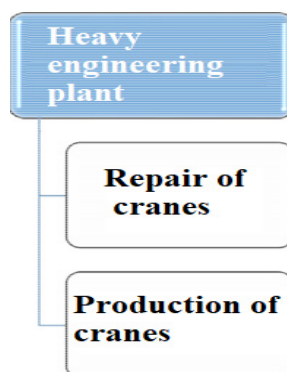 Heavy
engineering
plant
Repair of
cranes
Production of
cranes